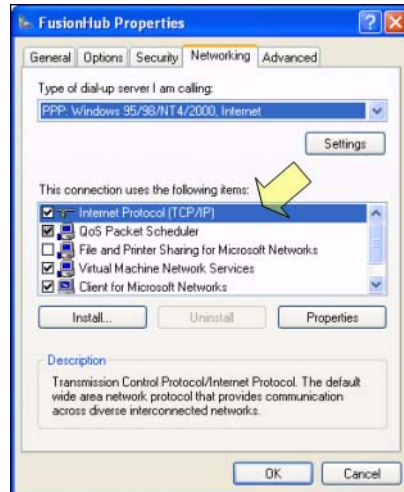 FusionHub Properties
General Options Security Networking Advanced
Type of dial-up server I am calling:
PPP: Windows 95/98/NT4/2000, Internet
Settings
This connection uses the following items:
Internet Protocol (TCP/IP)
QoS Packet Scheduler
File and Printer Sharing for Microsoft Networks
Virtual Machine Network Services
Client for Microsoft Networks
Install... Uninstall Properties
Description
Transmission Control Protocol/Internet Protocol. The default
wide area network protocol that provides communication
across diverse interconnected networks.
OK Cancel